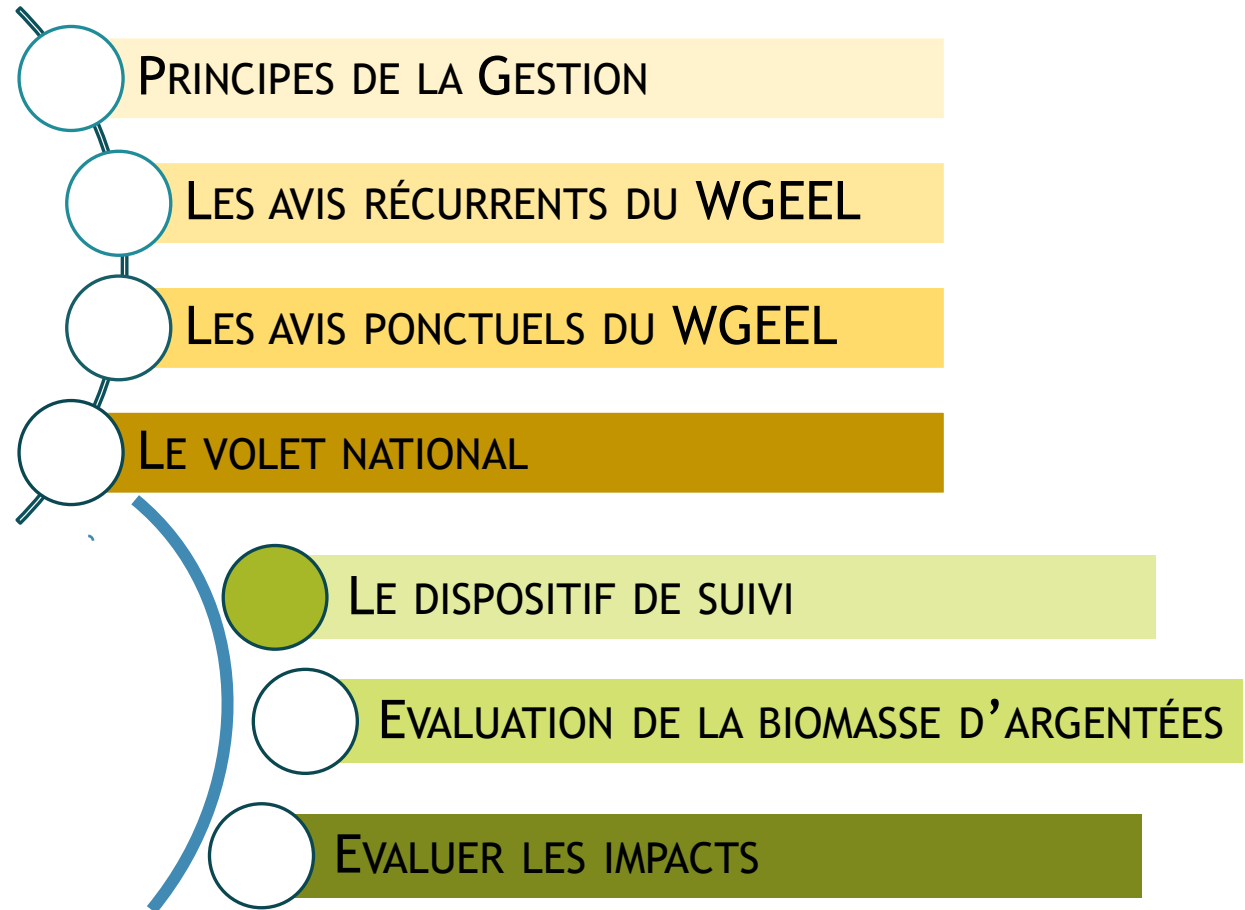 Principes de la Gestion
Les avis récurrents du WGEEL
Les avis ponctuels du WGEEL
Le volet national
Le dispositif de suivi
Evaluation de la biomasse d’argentées
Evaluer les impacts